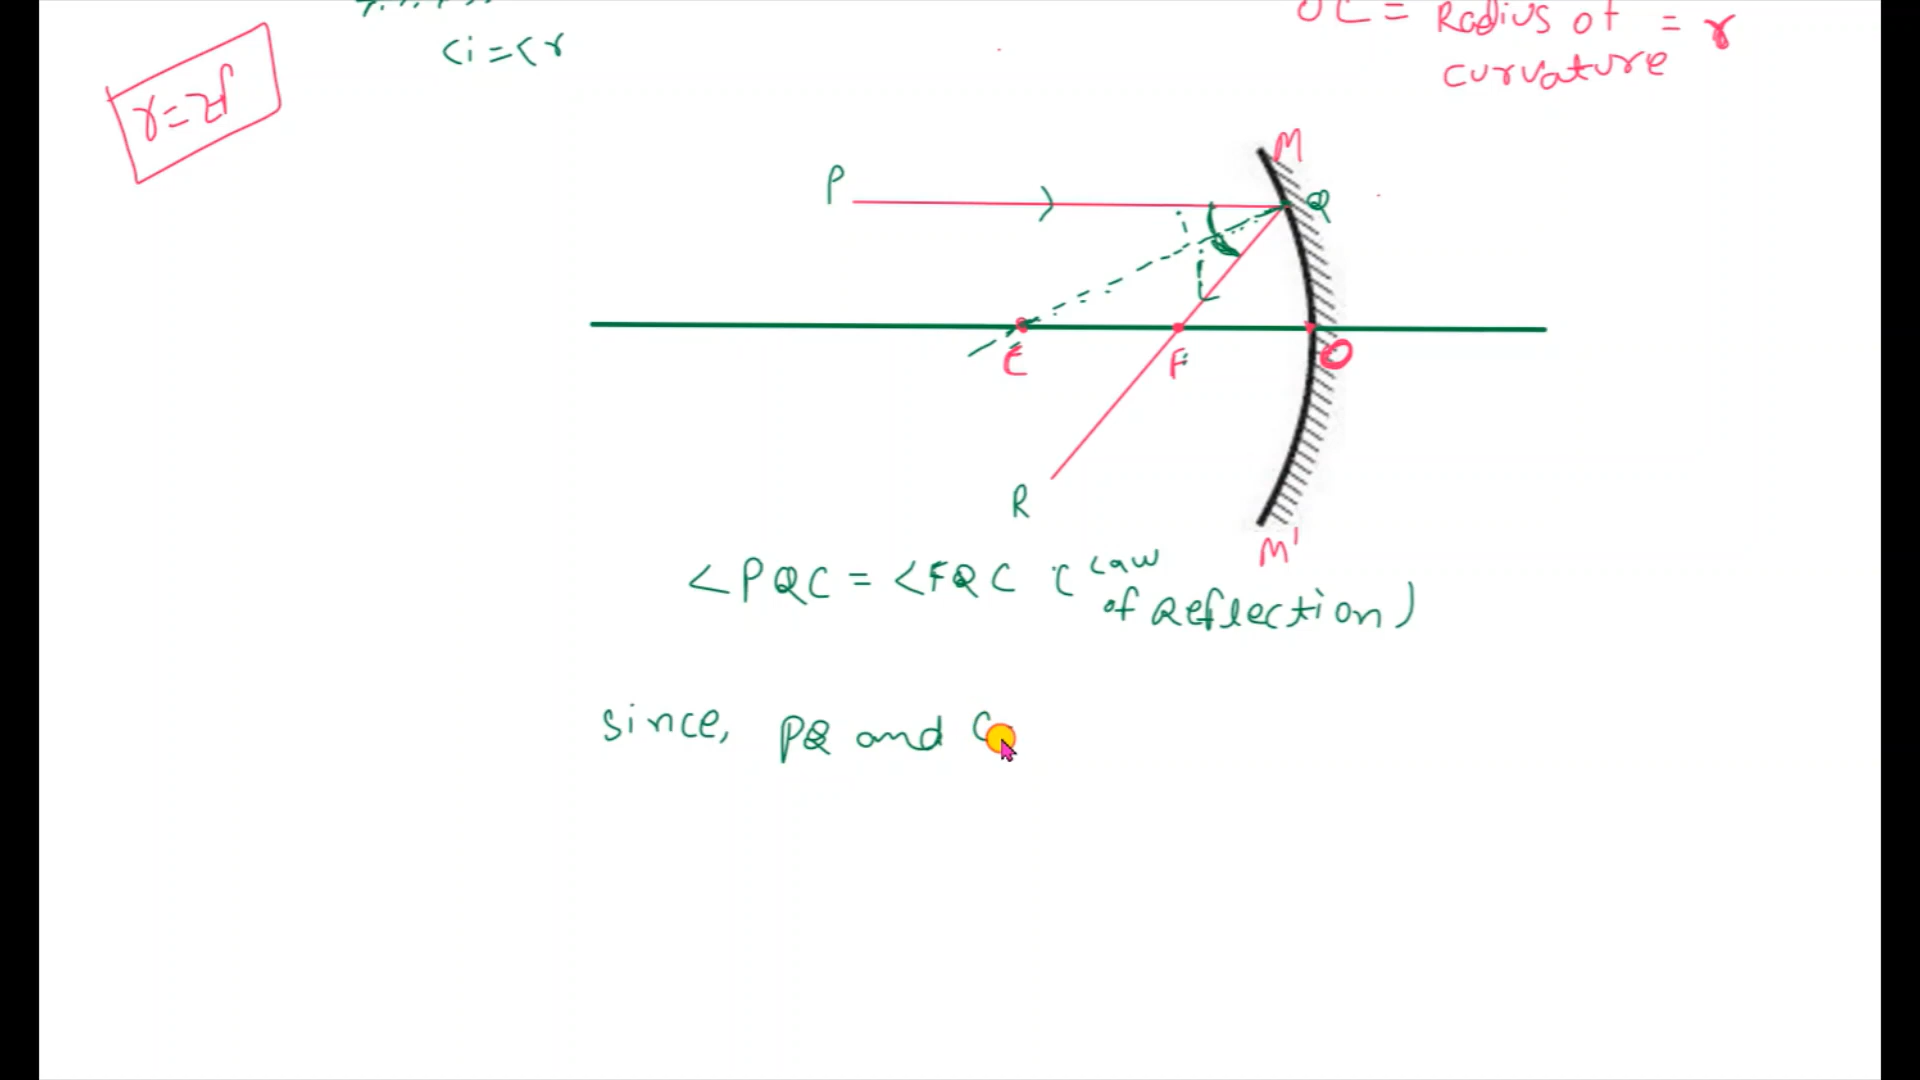 OC = Radius of = r
curvature
<i = <r
r=2f
M
P
Q
i
r
C
F
O
R
M'
<PQC = <FQC (Law
of Reflection)
since, PQ and C